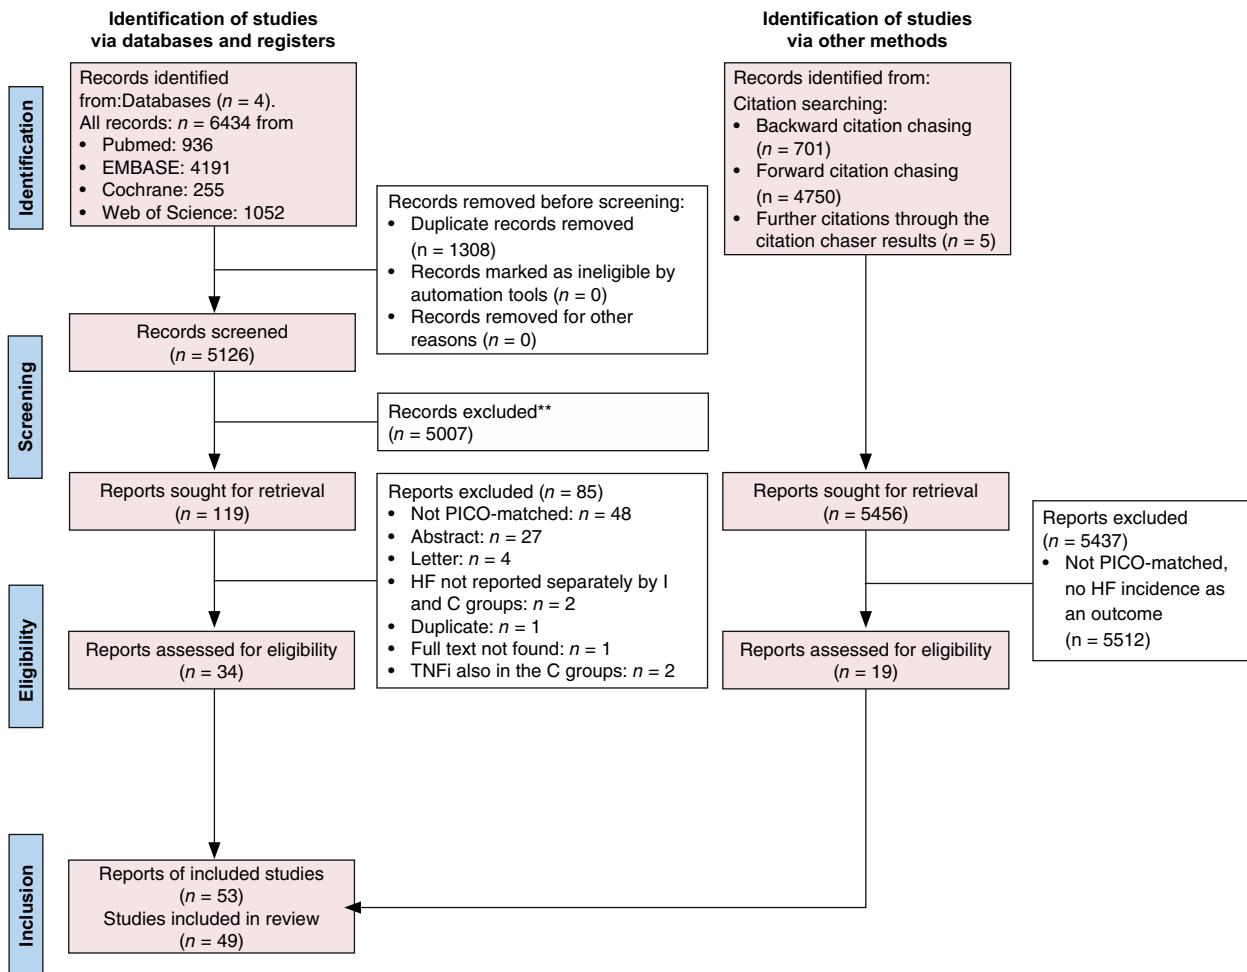 Identification of studies
via databases and registers
Identification of studies
via other methods
Identification
Records identified
from:Databases (n = 4).
All records: n = 6434 from
• Pubmed: 936
• EMBASE: 4191
• Cochrane: 255
• Web of Science: 1052
Records removed before screening:
• Duplicate records removed
(n = 1308)
• Records marked as ineligible by
automation tools (n = 0)
• Records removed for other
reasons (n = 0)
Records identified from:
Citation searching:
• Backward citation chasing
(n = 701)
• Forward citation chasing
(n = 4750)
• Further citations through the
citation chaser results (n = 5)
Screening
Records screened
(n = 5126)
Records excluded**
(n = 5007)
Reports sought for retrieval
(n = 119)
Reports excluded (n = 85)
• Not PICO-matched: n = 48
• Abstract: n = 27
• Letter: n = 4
• HF not reported separately by I
and C groups: n = 2
• Duplicate: n = 1
• Full text not found: n = 1
• TNFi also in the C groups: n = 2
Reports sought for retrieval
(n = 5456)
Reports excluded
(n = 5437)
• Not PICO-matched,
no HF incidence as
an outcome
(n = 5512)
Eligibility
Reports assessed for eligibility
(n = 34)
Reports assessed for eligibility
(n = 19)
Inclusion
Reports of included studies
(n = 53)
Studies included in review
(n = 49)